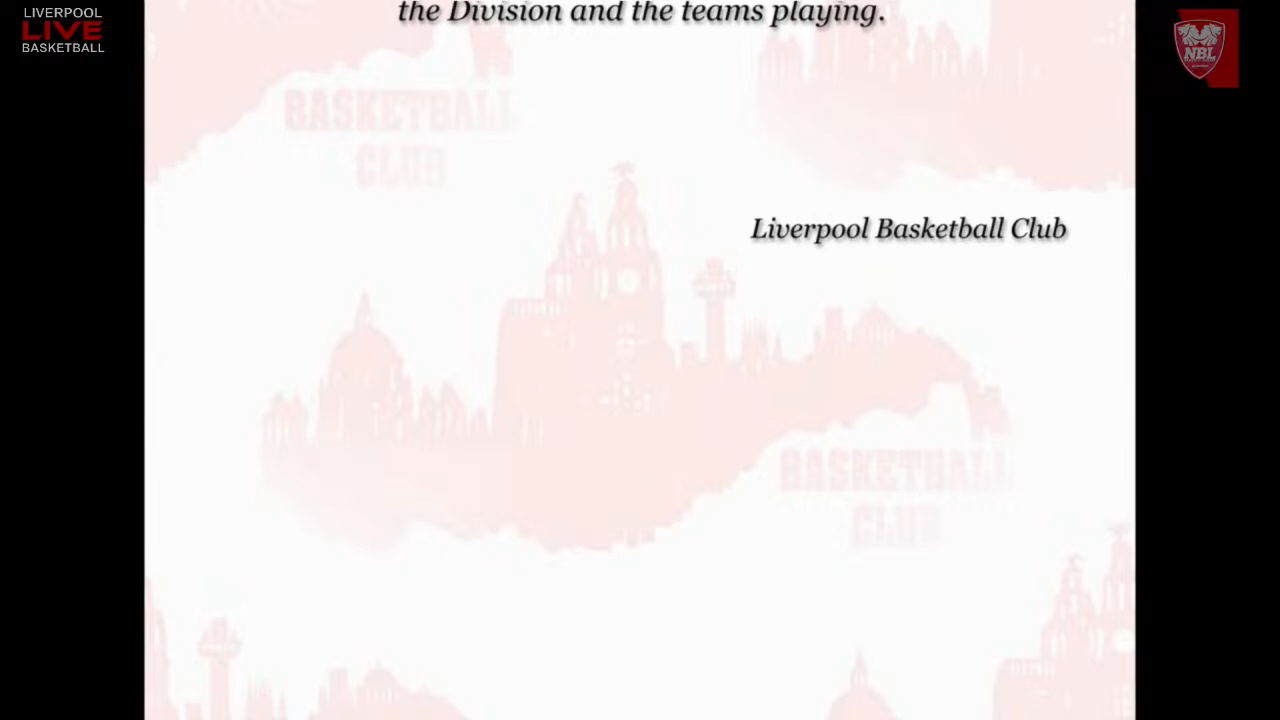 LIVERPOOL
LIVE
BASKETBALL
the Division and the teams playing.
NBL
BASKETBALL
CLUB
Liverpool Basketball Club
BASKETBALL
CLUB